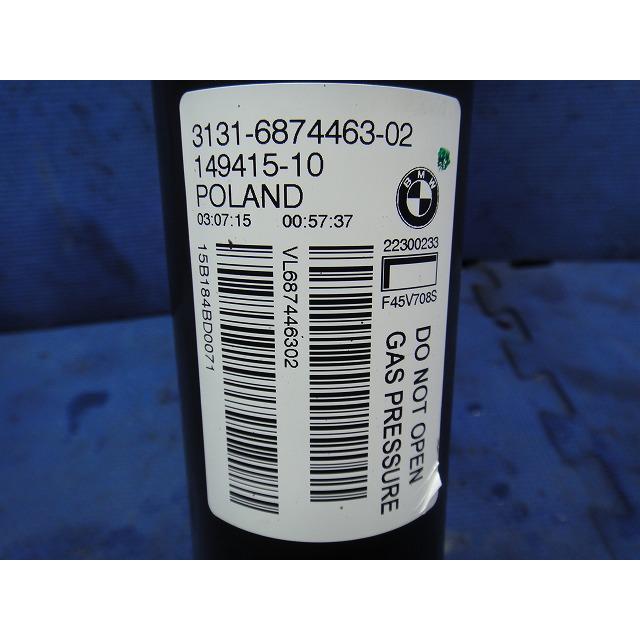 3131-6874463-02
149415-10
POLAND
03:07:15 00:57:37
BMW
22300233
F45V708S
15B184BD0071
VL687446302
DO NOT OPEN
GAS PRESSURE